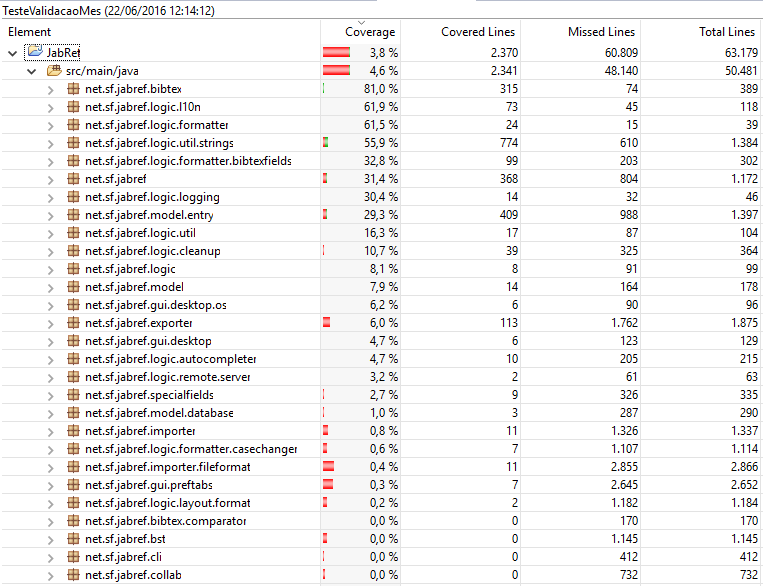 TesteValidacaoMes (22/06/2016 12:14:12)
Element Coverage Covered Lines Missed Lines Total Lines
JabRef 3,8 % 2.370 60.809 63.179
src/main/java 4,6 % 2.341 48.140 50.481
net.sf.jabref.bibtex 81,0 % 315 74 389
net.sf.jabref.logic.l10n 61,9 % 73 45 118
net.sf.jabref.logic.formatter 61,5 % 24 15 39
net.sf.jabref.logic.util.strings 55,9 % 774 610 1.384
net.sf.jabref.logic.formatter.bibtexfields 32,8 % 99 203 302
net.sf.jabref 31,4 % 368 804 1.172
net.sf.jabref.logic.logging 30,4 % 14 32 46
net.sf.jabref.model.entry 29,3 % 409 988 1.397
net.sf.jabref.logic.util 16,3 % 17 87 104
net.sf.jabref.logic.cleanup 10,7 % 39 325 364
net.sf.jabref.logic 8,1 % 8 91 99
net.sf.jabref.model 7,9 % 14 164 178
net.sf.jabref.gui.desktop.os 6,2 % 6 90 96
net.sf.jabref.exporter 6,0 % 113 1.762 1.875
net.sf.jabref.gui.desktop 4,7 % 6 123 129
net.sf.jabref.logic.autocompleter 4,7 % 10 205 215
net.sf.jabref.logic.remote.server 3,2 % 2 61 63
net.sf.jabref.specialfields 2,7 % 9 326 335
net.sf.jabref.model.database 1,0 % 3 287 290
net.sf.jabref.importer 0,8 % 11 1.326 1.337
net.sf.jabref.logic.formatter.casechanger 0,6 % 7 1.107 1.114
net.sf.jabref.importer.fileformat 0,4 % 11 2.855 2.866
net.sf.jabref.gui.preftabs 0,3 % 7 2.645 2.652
net.sf.jabref.logic.layout.format 0,2 % 2 1.182 1.184
net.sf.jabref.bibtex.comparator 0,0 % 0 170 170
net.sf.jabref.bst 0,0 % 0 1.145 1.145
net.sf.jabref.cli 0,0 % 0 412 412
net.sf.jabref.collab 0,0 % 0 732 732